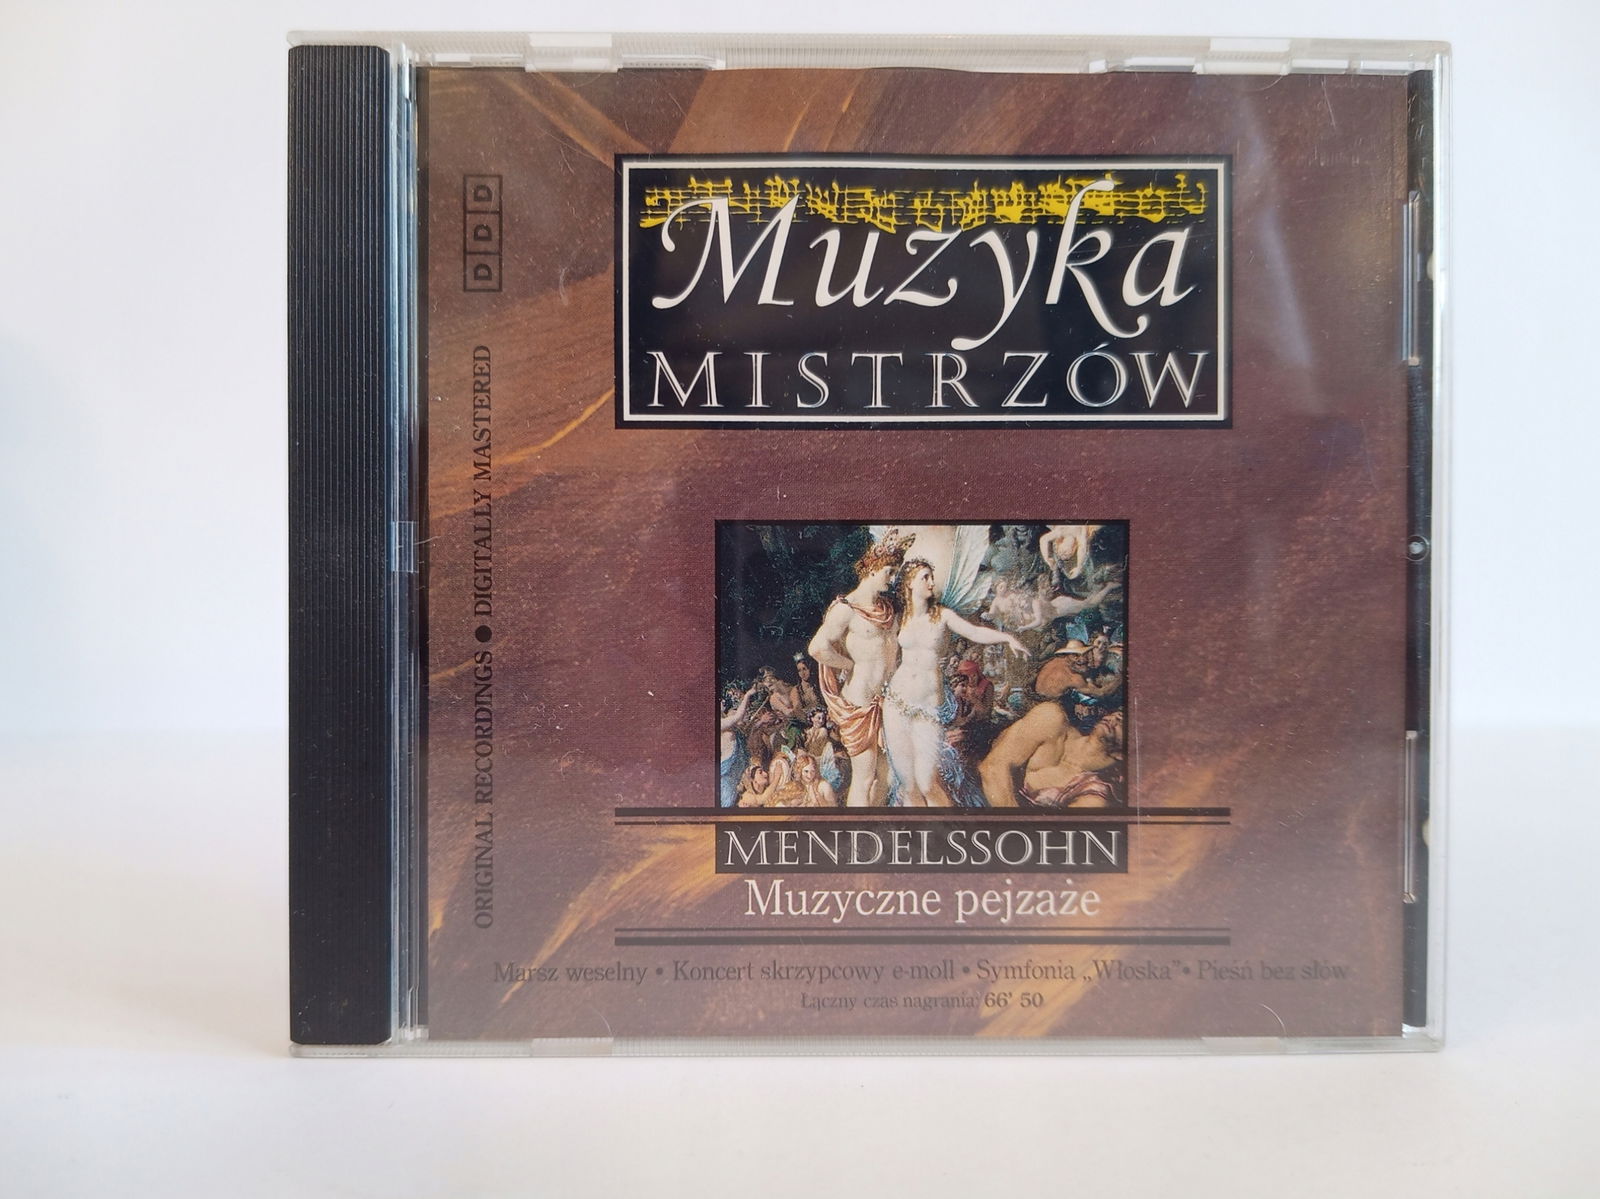 DDD
ORIGINAL RECORDINGS ● DIGITALLY MASTERED
Muzyka
MISTRZÓW
MENDELSSOHN
Muzyczne pejzaże
Marsz weselny • Koncert skrzypcowy e-moll • Symfonia „Włoska” • Pieśń bez słów
Łączny czas nagrania: 66' 50